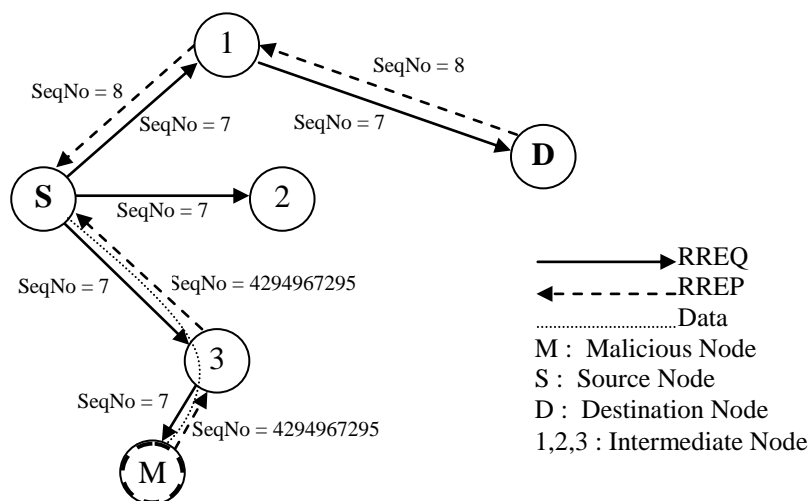 1
SeqNo = 8
SeqNo = 8
SeqNo = 7
SeqNo = 7
D
S
2
SeqNo = 7
RREQ
SeqNo = 7
SeqNo = 4294967295
RREP
Data
3
M : Malicious Node
S : Source Node
SeqNo = 7
D : Destination Node
SeqNo = 4294967295
1,2,3 : Intermediate Node
M